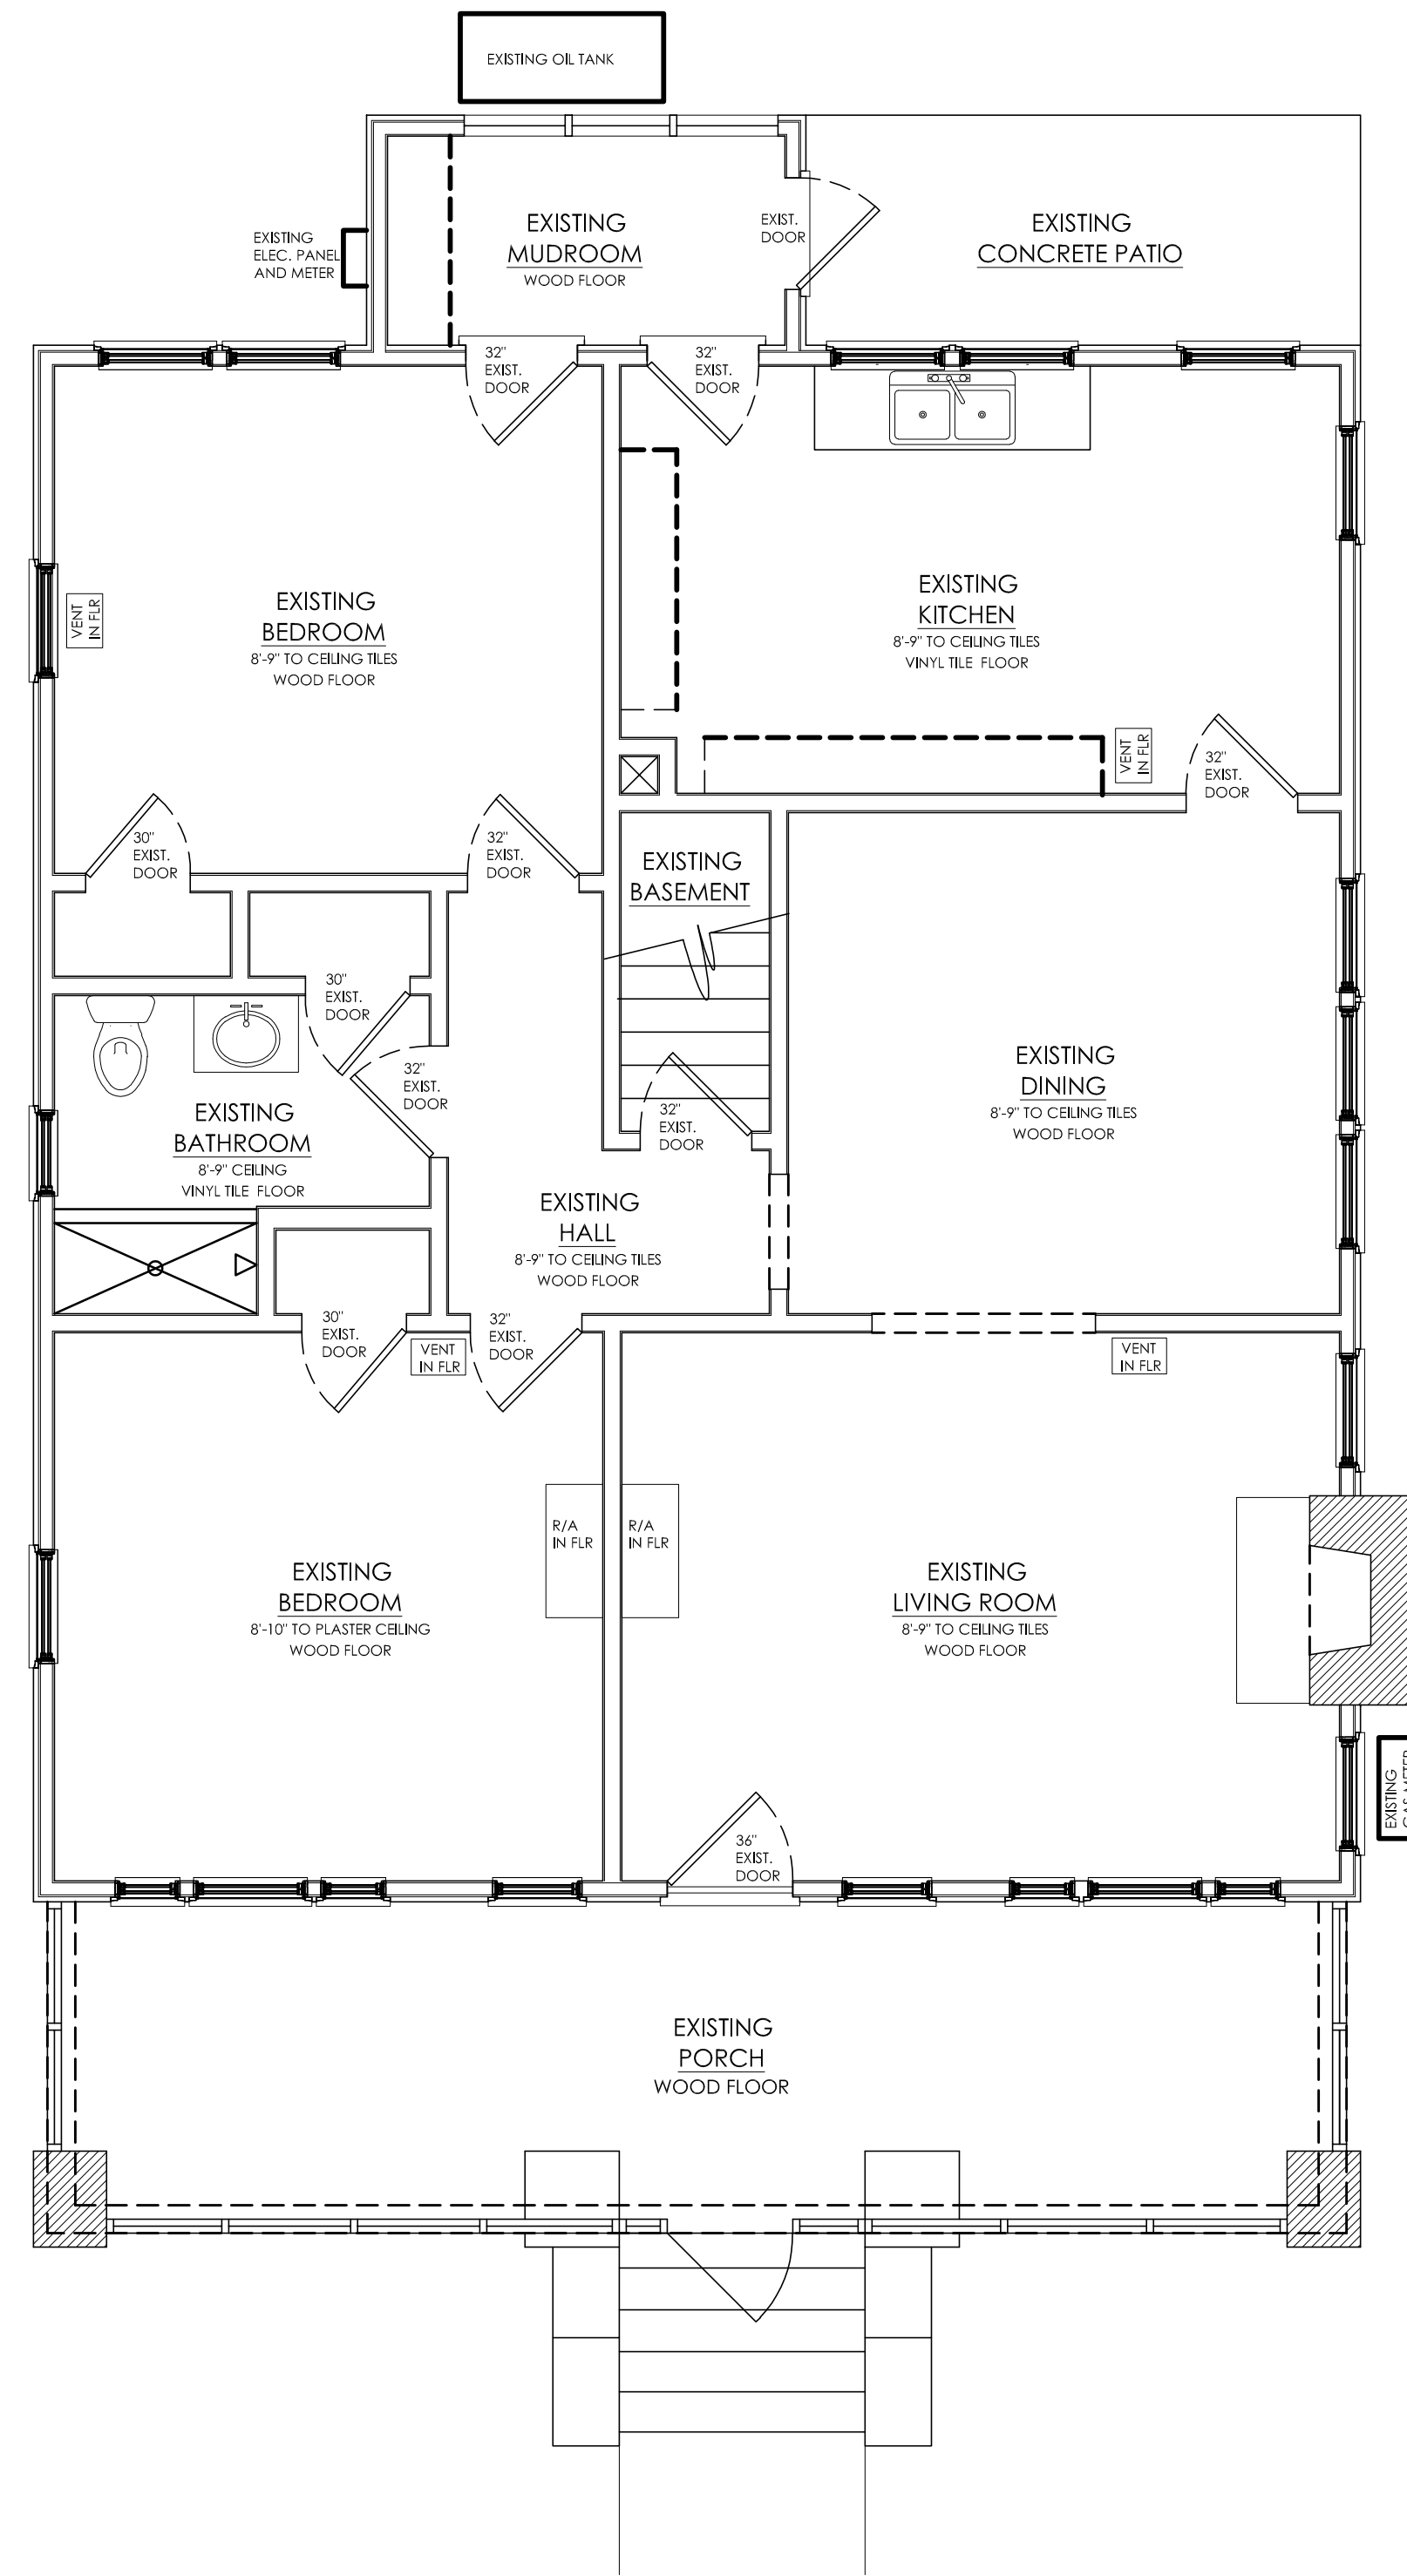 EXISTING OIL TANK
EXISTING
MUDROOM
WOOD FLOOR
EXIST.
DOOR
EXISTING
CONCRETE PATIO
EXISTING
ELEC. PANEL
AND METER
32"
EXIST.
DOOR
32"
EXIST.
DOOR
EXISTING
BEDROOM
8'-9" TO CEILING TILES
WOOD FLOOR
VENT
IN FLR
EXISTING
KITCHEN
8'-9" TO CEILING TILES
VINYL TILE FLOOR
VENT
IN FLR
32"
EXIST.
DOOR
30"
EXIST.
DOOR
32"
EXIST.
DOOR
EXISTING
BASEMENT
30"
EXIST.
DOOR
32"
EXIST.
DOOR
EXISTING
BATHROOM
8'-9" CEILING
VINYL TILE FLOOR
32"
EXIST.
DOOR
EXISTING
DINING
8'-9" TO CEILING TILES
WOOD FLOOR
EXISTING
HALL
8'-9" TO CEILING TILES
WOOD FLOOR
30"
EXIST.
DOOR
VENT
IN FLR
32"
EXIST.
DOOR
VENT
IN FLR
R/A
IN FLR
R/A
IN FLR
EXISTING
BEDROOM
8'-10" TO PLASTER CEILING
WOOD FLOOR
EXISTING
LIVING ROOM
8'-9" TO CEILING TILES
WOOD FLOOR
EXISTING
GAS METER
36"
EXIST.
DOOR
EXISTING
PORCH
WOOD FLOOR